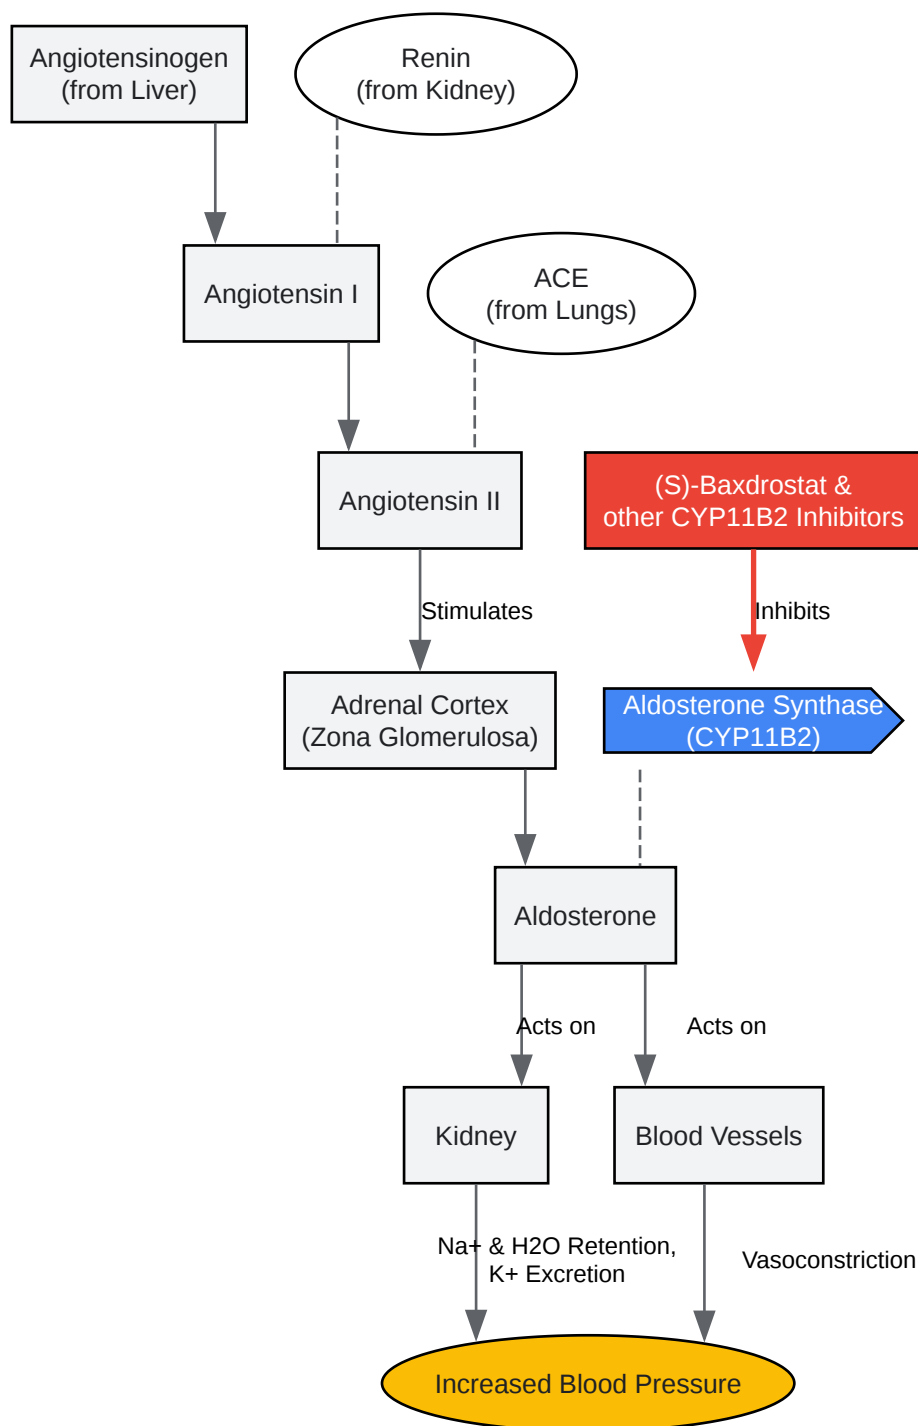 Angiotensinogen
(from Liver)
Renin
(from Kidney)
Angiotensin I
ACE
(from Lungs)
Angiotensin II
(S)-Baxdrostat &
other CYP11B2 Inhibitors
Stimulates
Inhibits
Adrenal Cortex
(Zona Glomerulosa)
Aldosterone Synthase
(CYP11B2)
Aldosterone
Acts on
Acts on
Kidney
Blood Vessels
Na+ & H2O Retention,
K+ Excretion
Vasoconstriction
Increased Blood Pressure